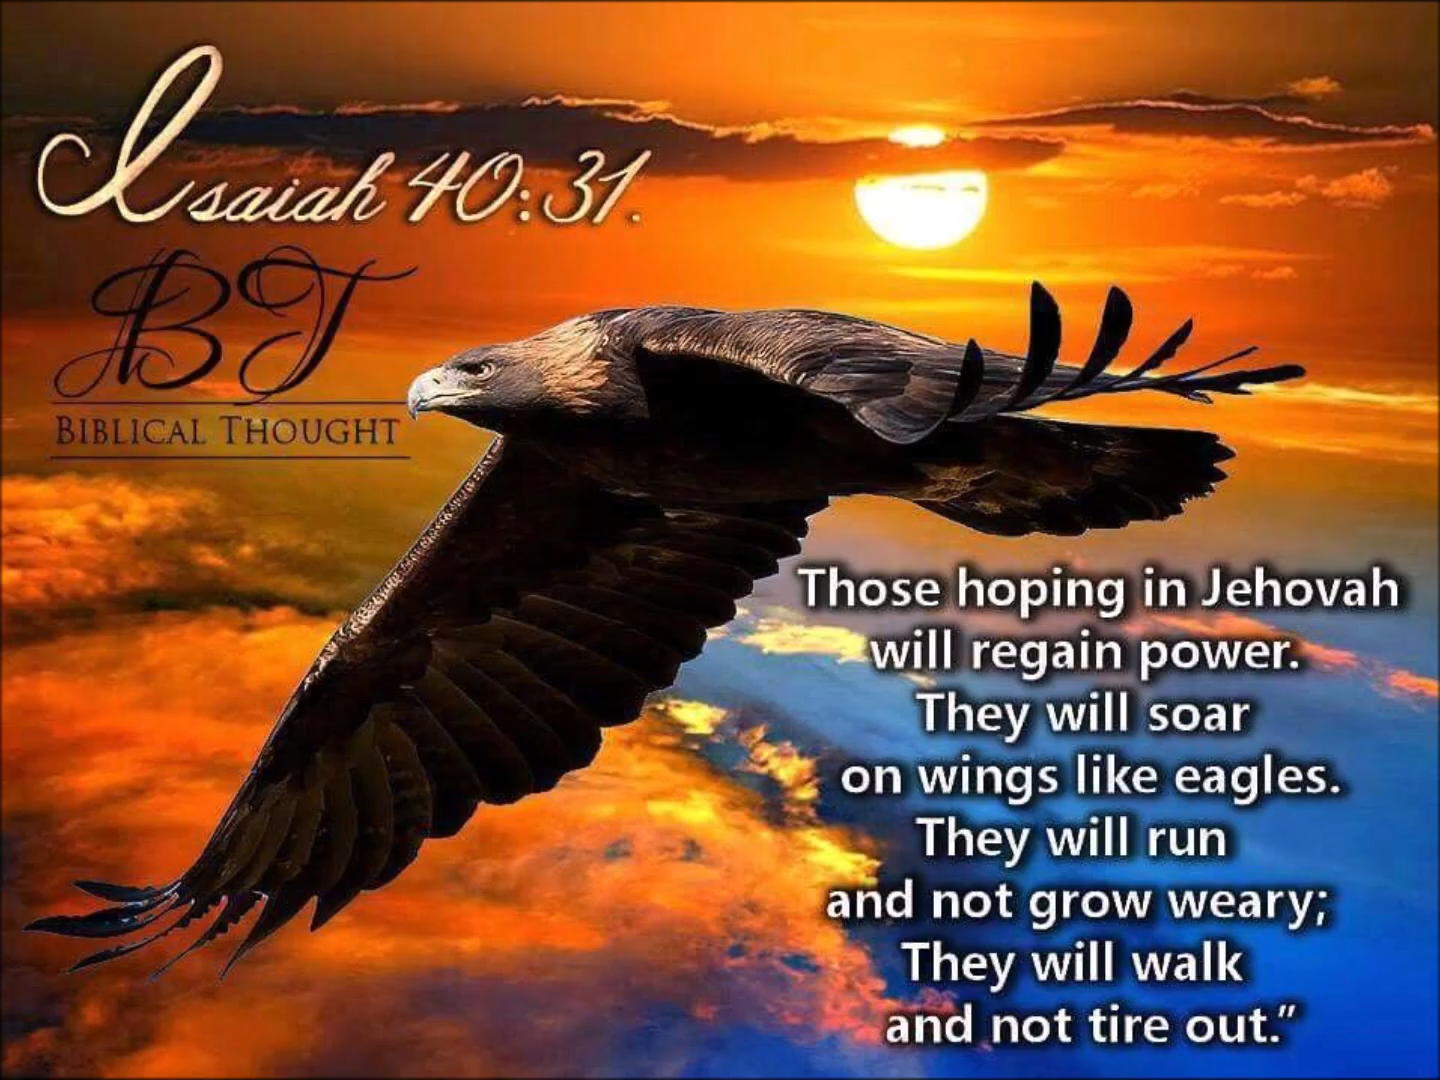 Isaiah 40:31.
BT
BIBLICAL THOUGHT
Those hoping in Jehovah
will regain power.
They will soar
on wings like eagles.
They will run
and not grow weary;
They will walk
and not tire out.”